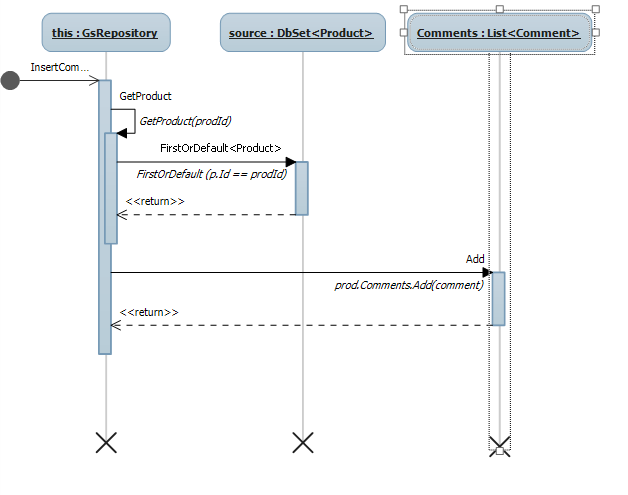 this : GsRepository
source : DbSet<Product>
Comments : List<Comment>
InsertCom...
GetProduct
GetProduct(prodId)
FirstOrDefault<Product>
FirstOrDefault (p.Id == prodId)
<<return>>
Add
prod.Comments.Add(comment)
<<return>>